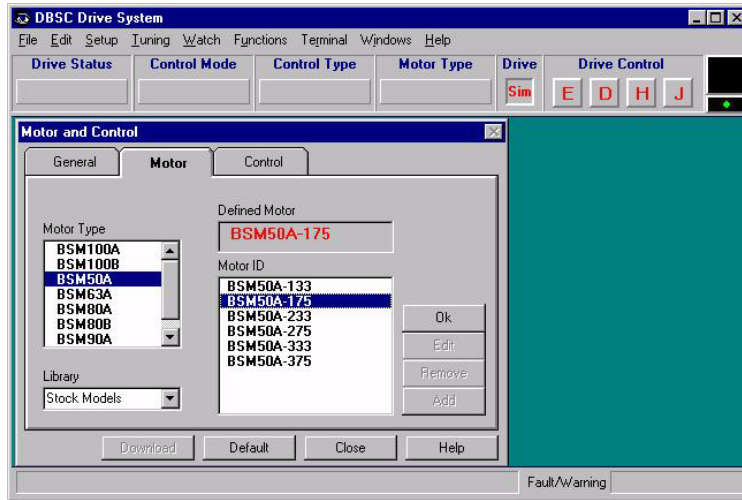 DBSC Drive System
File Edit Setup Tuning Watch Functions Terminal Windows Help
Drive Status Control Mode Control Type Motor Type Drive Drive Control
Sim E D H J
Motor and Control
General Motor Control
Defined Motor
BSM50A-175
Motor Type
BSM100A
BSM100B
BSM50A
BSM63A
BSM80A
BSM80B
BSM90A
Motor ID
BSM50A-133
BSM50A-175
BSM50A-233
BSM50A-275
BSM50A-333
BSM50A-375
Ok
Edit
Remove
Add
Library
Stock Models
Download Default Close Help
Fault/Warning